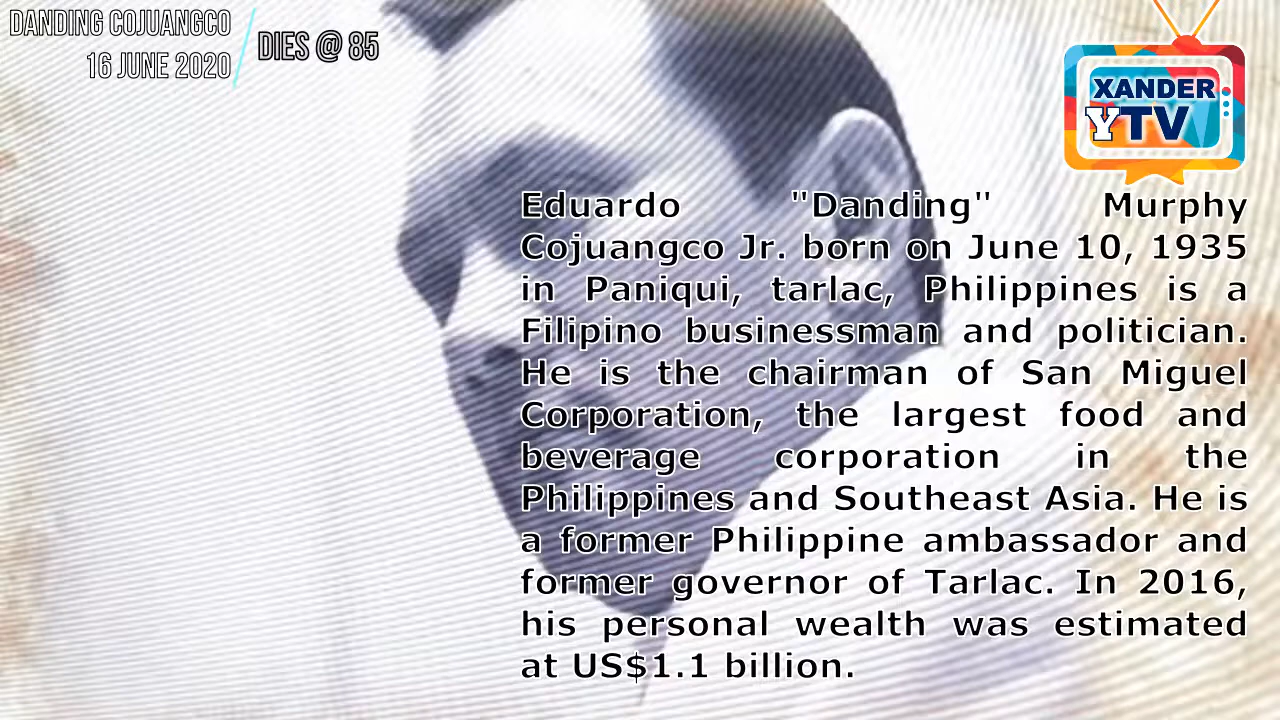 DANDING COJUANGCO
16 JUNE 2020
DIES @ 85
XANDER
YTV
Eduardo "Danding" Murphy
Cojuangco Jr. born on June 10, 1935
in Paniqui, tarlac, Philippines is a
Filipino businessman and politician.
He is the chairman of San Miguel
Corporation, the largest food and
beverage corporation in the
Philippines and Southeast Asia. He is
a former Philippine ambassador and
former governor of Tarlac. In 2016,
his personal wealth was estimated
at US$1.1 billion.